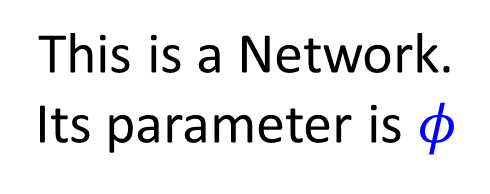 This is a Network.
Its parameter is ϕ